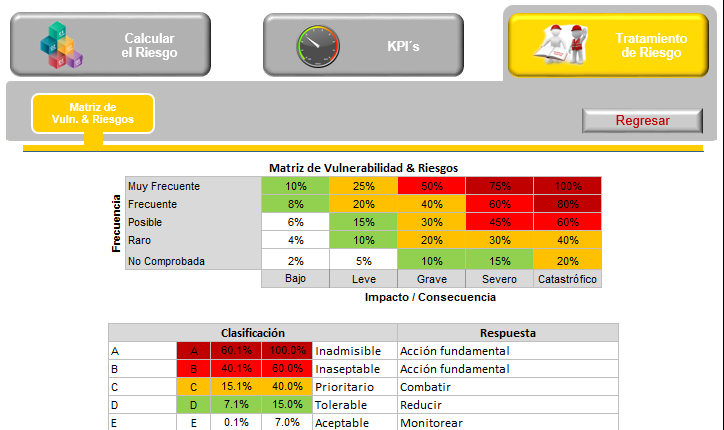 Calcular
el Riesgo
KPI´s
Tratamiento
de Riesgo
Matriz de
Vuln. & Riesgos
Regresar
Matriz de Vulnerabilidad & Riesgos
Frecuencia
Muy Frecuente 10% 25% 50% 75% 100%
Frecuente 8% 20% 40% 60% 80%
Posible 6% 15% 30% 45% 60%
Raro 4% 10% 20% 30% 40%
No Comprobada 2% 5% 10% 15% 20%
Bajo Leve Grave Severo Catastrófico
Impacto / Consecuencia
Clasificación Respuesta
A A 60.1% 100.0% Inadmisible Acción fundamental
B B 40.1% 60.0% Inaseptable Acción fundamental
C C 15.1% 40.0% Prioritario Combatir
D D 7.1% 15.0% Tolerable Reducir
E E 0.1% 7.0% Aceptable Monitorear